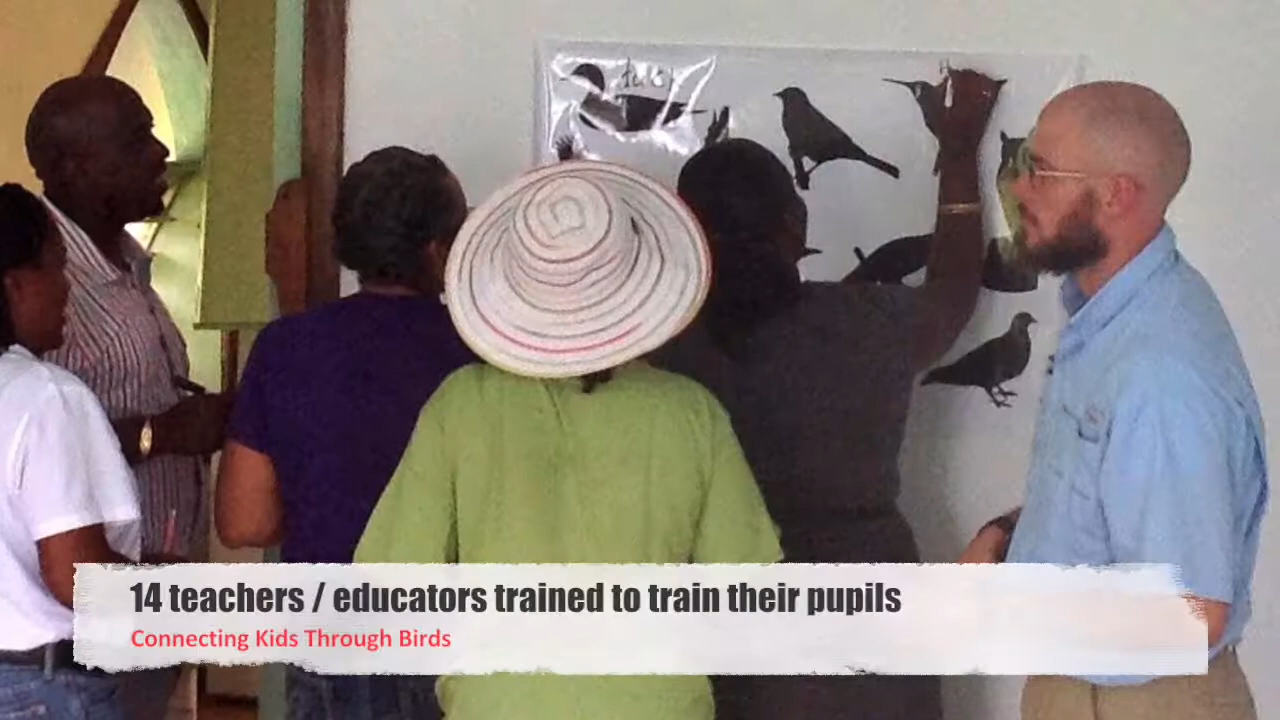 14 teachers / educators trained to train their pupils
Connecting Kids Through Birds